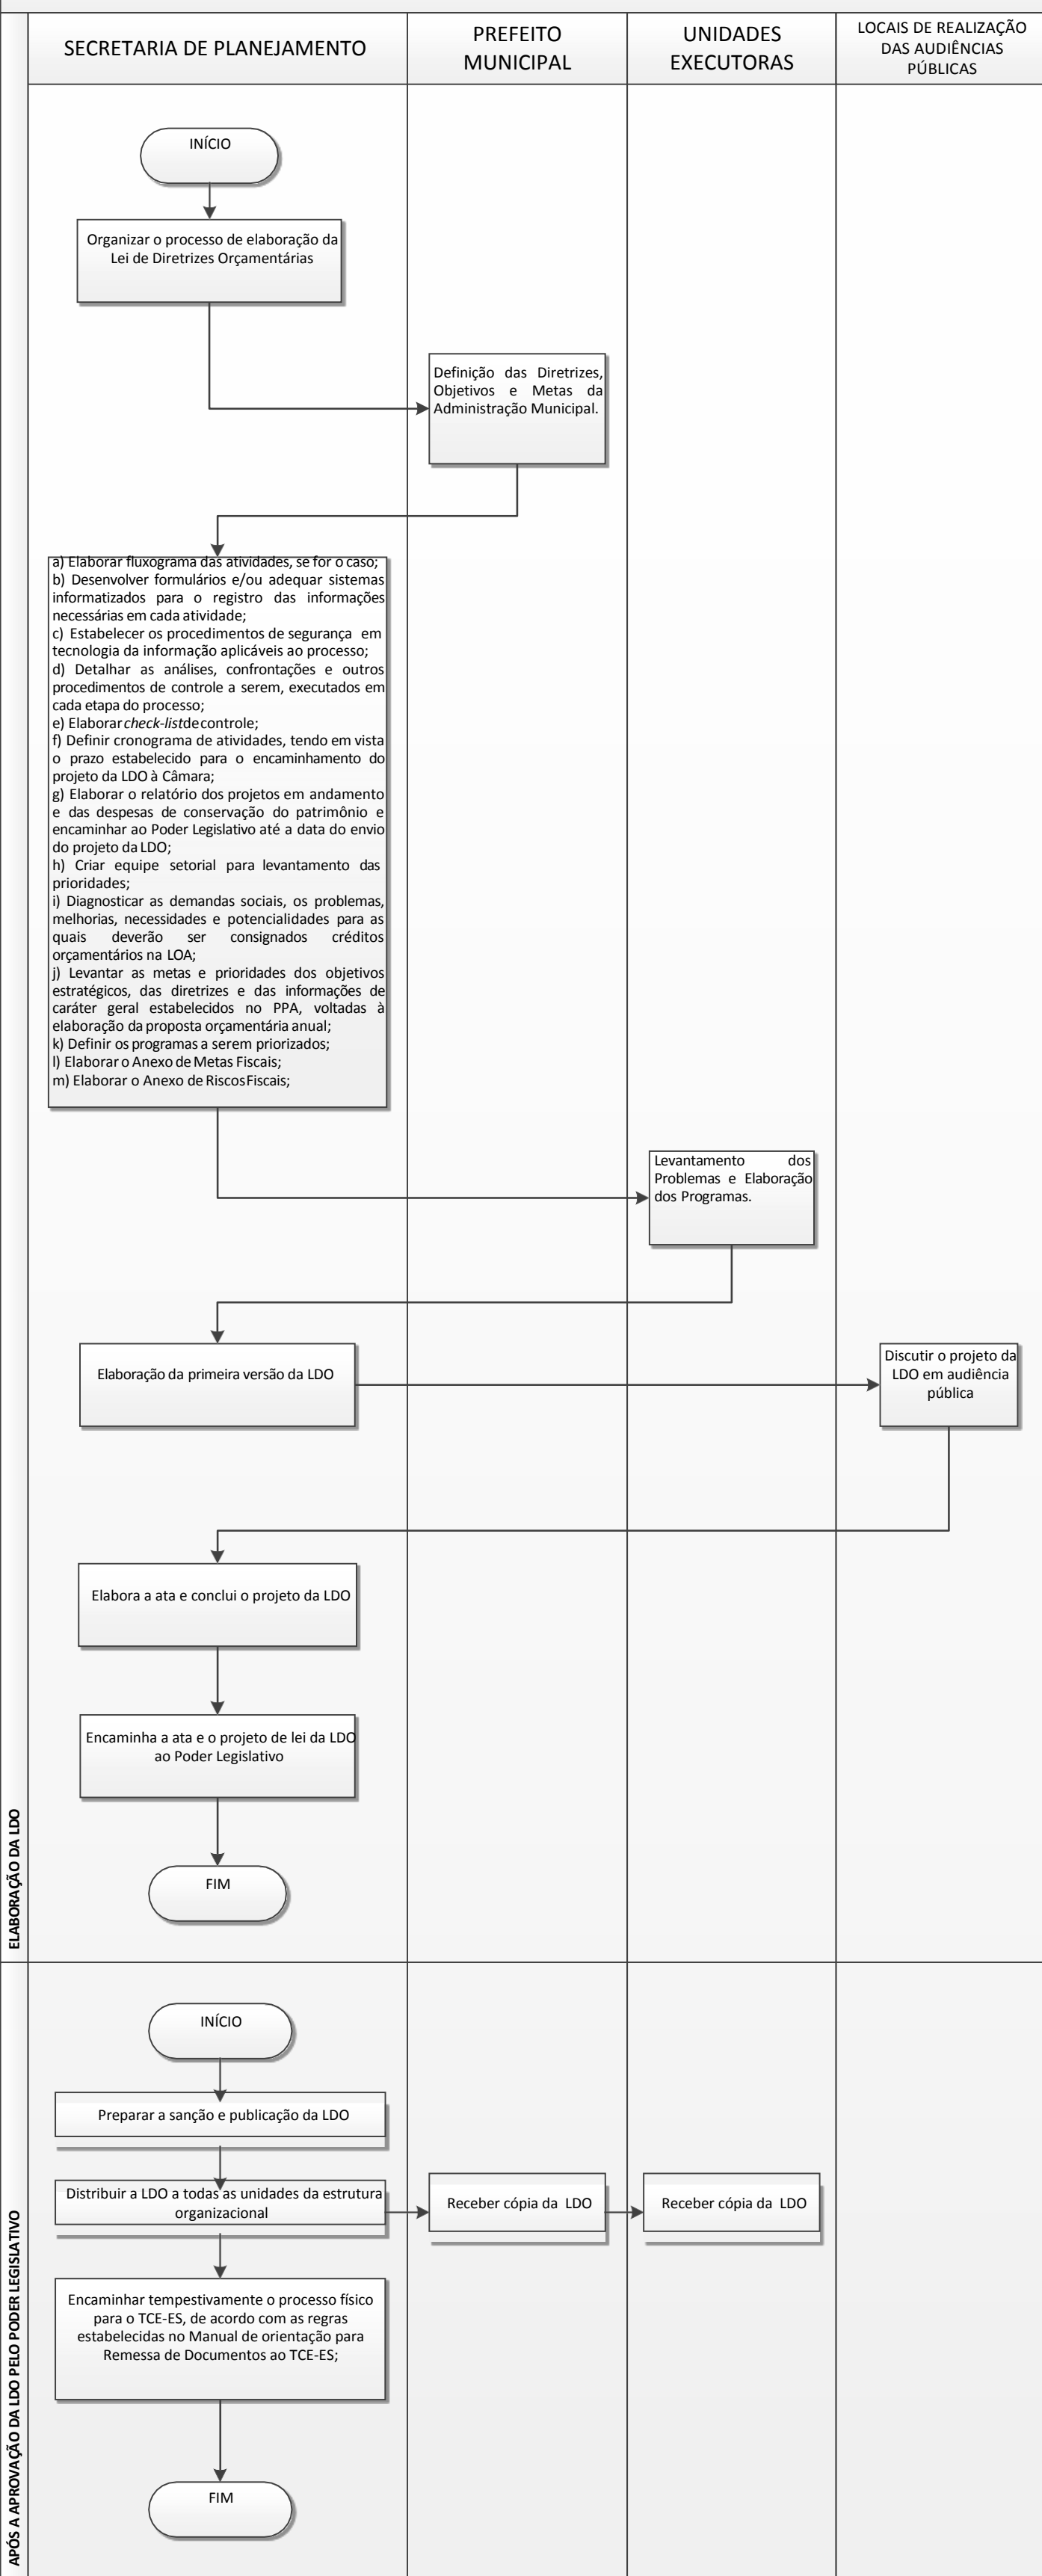 SECRETARIA DE PLANEJAMENTO
PREFEITO
MUNICIPAL
UNIDADES
EXECUTORAS
LOCAIS DE REALIZAÇÃO
DAS AUDIÊNCIAS
PÚBLICAS
ELABORAÇÃO DA LDO
INÍCIO
Organizar o processo de elaboração da
Lei de Diretrizes Orçamentárias
Definição das Diretrizes,
Objetivos e Metas da
Administração Municipal.
a) Elaborar fluxograma das atividades, se for o caso;
b) Desenvolver formulários e/ou adequar sistemas
informatizados para o registro das informações
necessárias em cada atividade;
c) Estabelecer os procedimentos de segurança em
tecnologia da informação aplicáveis ao processo;
d) Detalhar as análises, confrontações e outros
procedimentos de controle a serem, executados em
cada etapa do processo;
e) Elaborar check-list de controle;
f) Definir cronograma de atividades, tendo em vista
o prazo estabelecido para o encaminhamento do
projeto da LDO à Câmara;
g) Elaborar o relatório dos projetos em andamento
e das despesas de conservação do patrimônio e
encaminhar ao Poder Legislativo até a data do envio
do projeto da LDO;
h) Criar equipe setorial para levantamento das
prioridades;
i) Diagnosticar as demandas sociais, os problemas,
melhorias, necessidades e potencialidades para as
quais deverão ser consignados créditos
orçamentários na LOA;
j) Levantar as metas e prioridades dos objetivos
estratégicos, das diretrizes e das informações de
caráter geral estabelecidos no PPA, voltadas à
elaboração da proposta orçamentária anual;
k) Definir os programas a serem priorizados;
l) Elaborar o Anexo de Metas Fiscais;
m) Elaborar o Anexo de Riscos Fiscais;
Levantamento dos
Problemas e Elaboração
dos Programas.
Elaboração da primeira versão da LDO
Discutir o projeto da
LDO em audiência
pública
Elabora a ata e conclui o projeto da LDO
Encaminha a ata e o projeto de lei da LDO
ao Poder Legislativo
FIM
APÓS A APROVAÇÃO DA LDO PELO PODER LEGISLATIVO
INÍCIO
Preparar a sanção e publicação da LDO
Distribuir a LDO a todas as unidades da estrutura
organizacional
Receber cópia da LDO
Receber cópia da LDO
Encaminhar tempestivamente o processo físico
para o TCE-ES, de acordo com as regras
estabelecidas no Manual de orientação para
Remessa de Documentos ao TCE-ES;
FIM